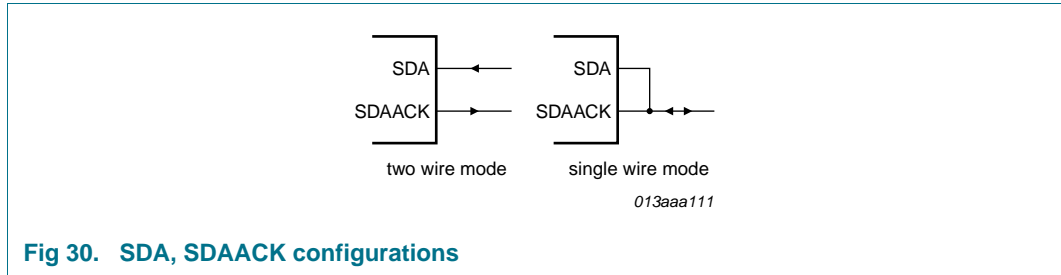 SDA
SDAACK
two wire mode
SDA
SDAACK
single wire mode
013aaa111
Fig 30. SDA, SDAACK configurations